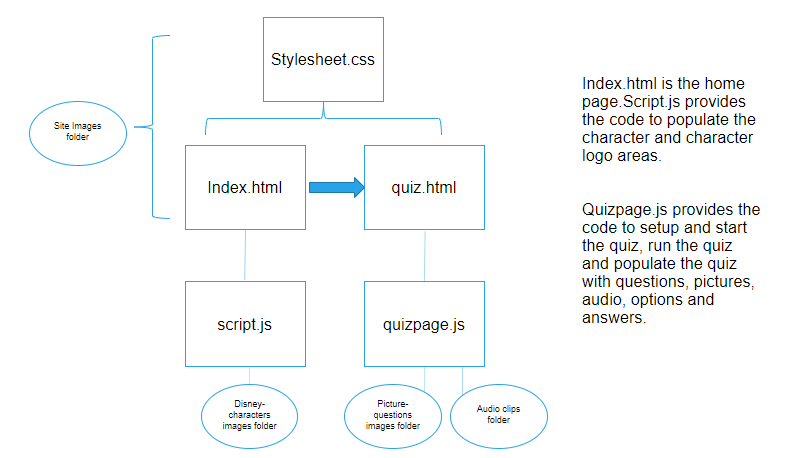 Stylesheet.css
Site Images
folder
Index.html
quiz.html
script.js
quizpage.js
Disney-
characters
images folder
Picture-
questions
images folder
Audio clips
folder
Index.html is the home
page.Script.js provides
the code to populate the
character and character
logo areas.
Quizpage.js provides the
code to setup and start
the quiz, run the quiz
and populate the quiz
with questions, pictures,
audio, options and
answers.